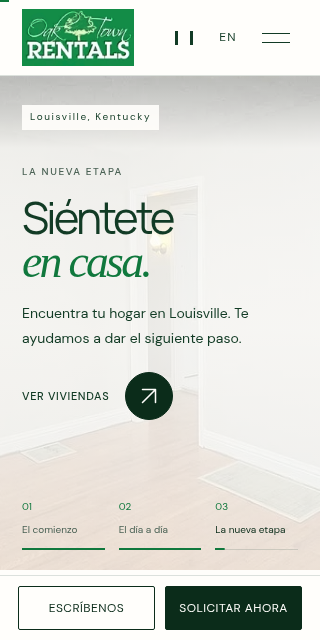 Oak Town
RENTALS
EN
Louisville, Kentucky
LA NUEVA ETAPA
Siéntete
en casa.
Encuentra tu hogar en Louisville. Te
ayudamos a dar el siguiente paso.
VER VIVIENDAS
01
02
03
El comienzo
El día a día
La nueva etapa
ESCRÍBENOS
SOLICITAR AHORA